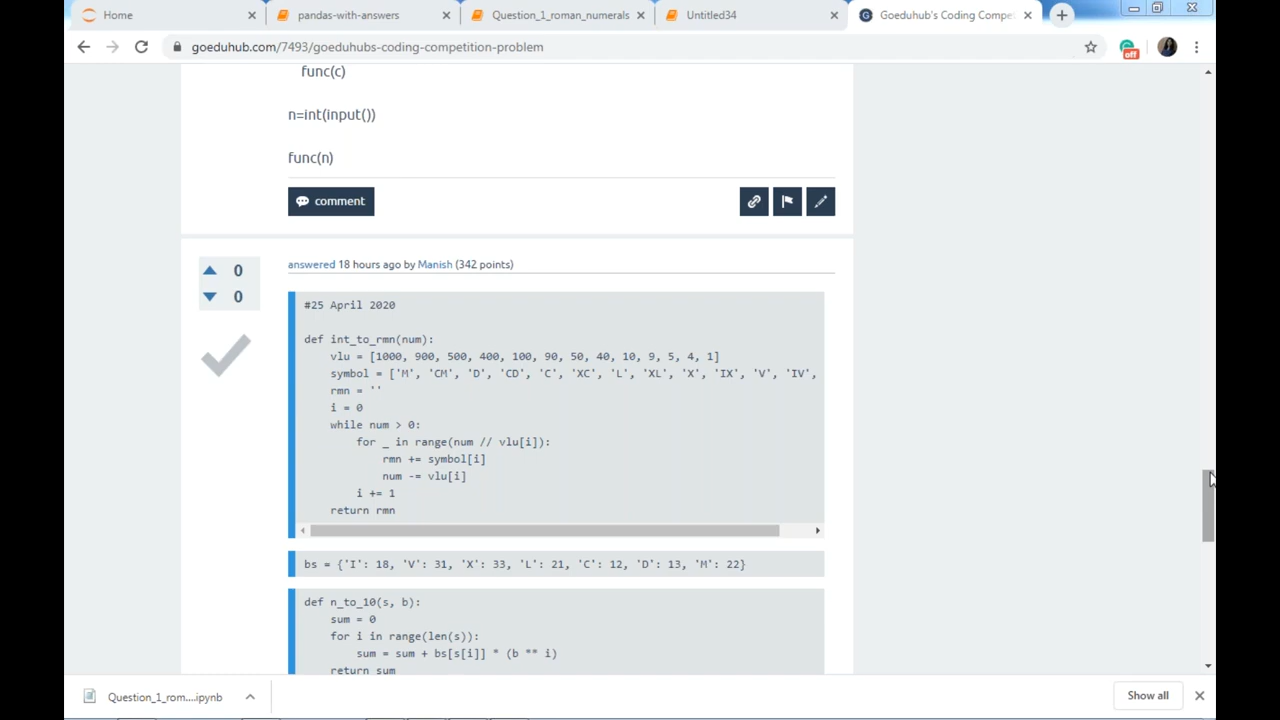 Home
pandas-with-answers
Question_1_roman_numerals
Untitled34
Goeduhub's Coding Compet
goeduhub.com/7493/goeduhubs-coding-competition-problem
off
func(c)
n=int(input())
func(n)
comment
0
0
answered 18 hours ago by Manish (342 points)
#25 April 2020
def int_to_rmn(num):
vlu = [1000, 900, 500, 400, 100, 90, 50, 40, 10, 9, 5, 4, 1]
symbol = ['M', 'CM', 'D', 'CD', 'C', 'XC', 'L', 'XL', 'X', 'IX', 'V', 'IV',
rmn = ''
i = 0
while num > 0:
for _ in range(num // vlu[i]):
rmn += symbol[i]
num -= vlu[i]
i += 1
return rmn
bs = {'I': 18, 'V': 31, 'X': 33, 'L': 21, 'C': 12, 'D': 13, 'M': 22}
def n_to_10(s, b):
sum = 0
for i in range(len(s)):
sum = sum + bs[s[i]] * (b ** i)
return sum
Question_1_rom....ipynb
Show all